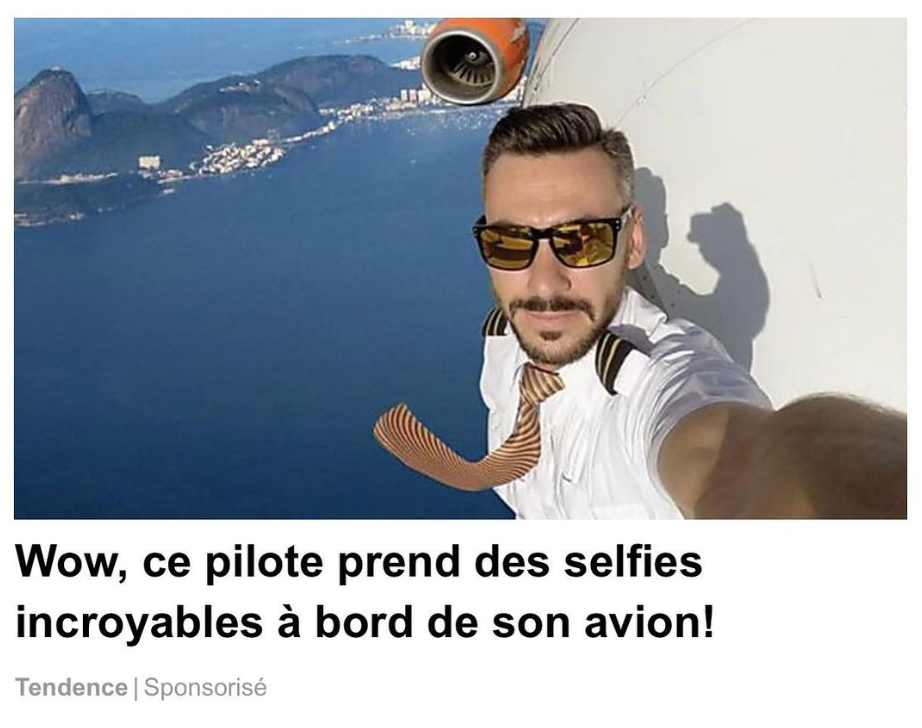 Wow, ce pilote prend des selfies
incroyables à bord de son avion!
Tendence | Sponsorisé